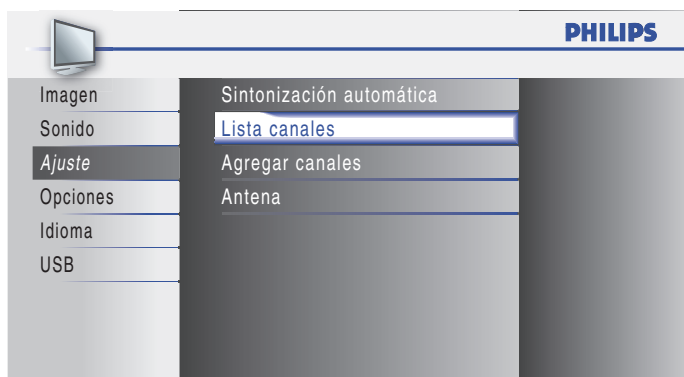 PHILIPS
Imagen
Sonido
Ajuste
Opciones
Idioma
USB
Sintonización automática
Lista canales
Agregar canales
Antena